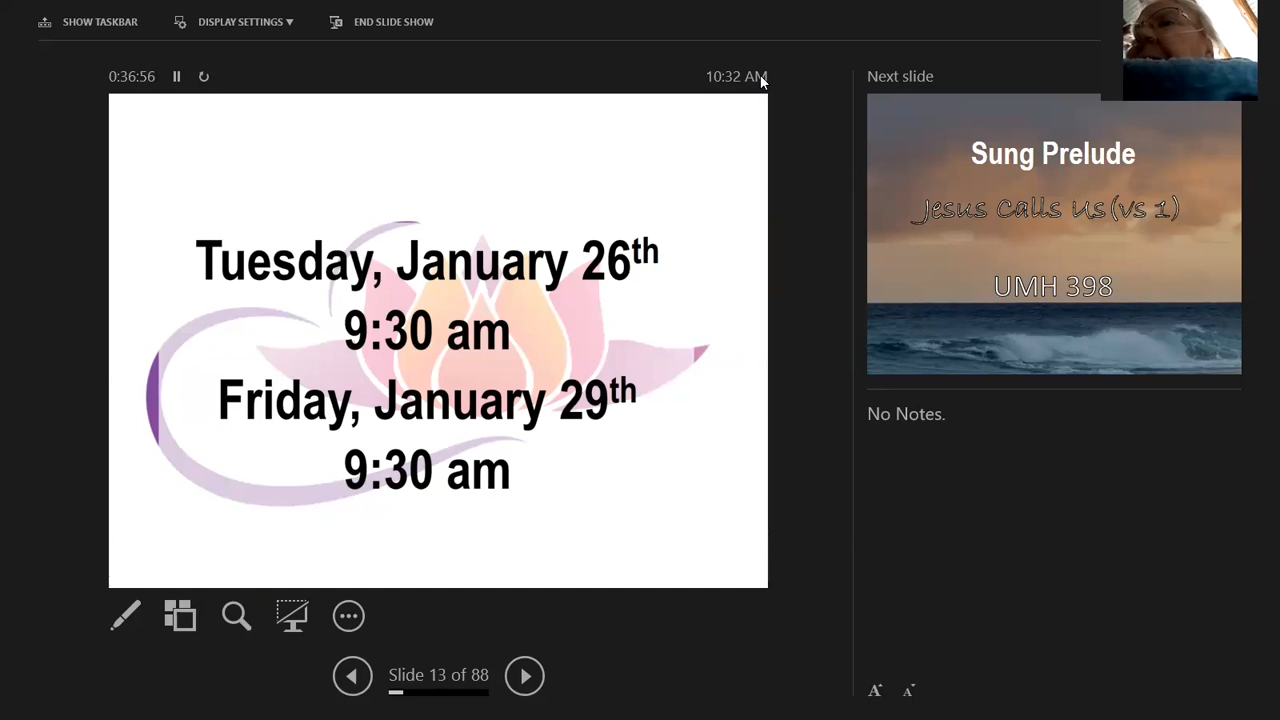 SHOW TASKBAR
DISPLAY SETTINGS ▼
END SLIDE SHOW
0:36:56
10:32 AM
Tuesday, January 26th
9:30 am
Friday, January 29th
9:30 am
Slide 13 of 88
Next slide
Sung Prelude
Jesus Calls Us (vs 1)
UMH 398
No Notes.
A
A